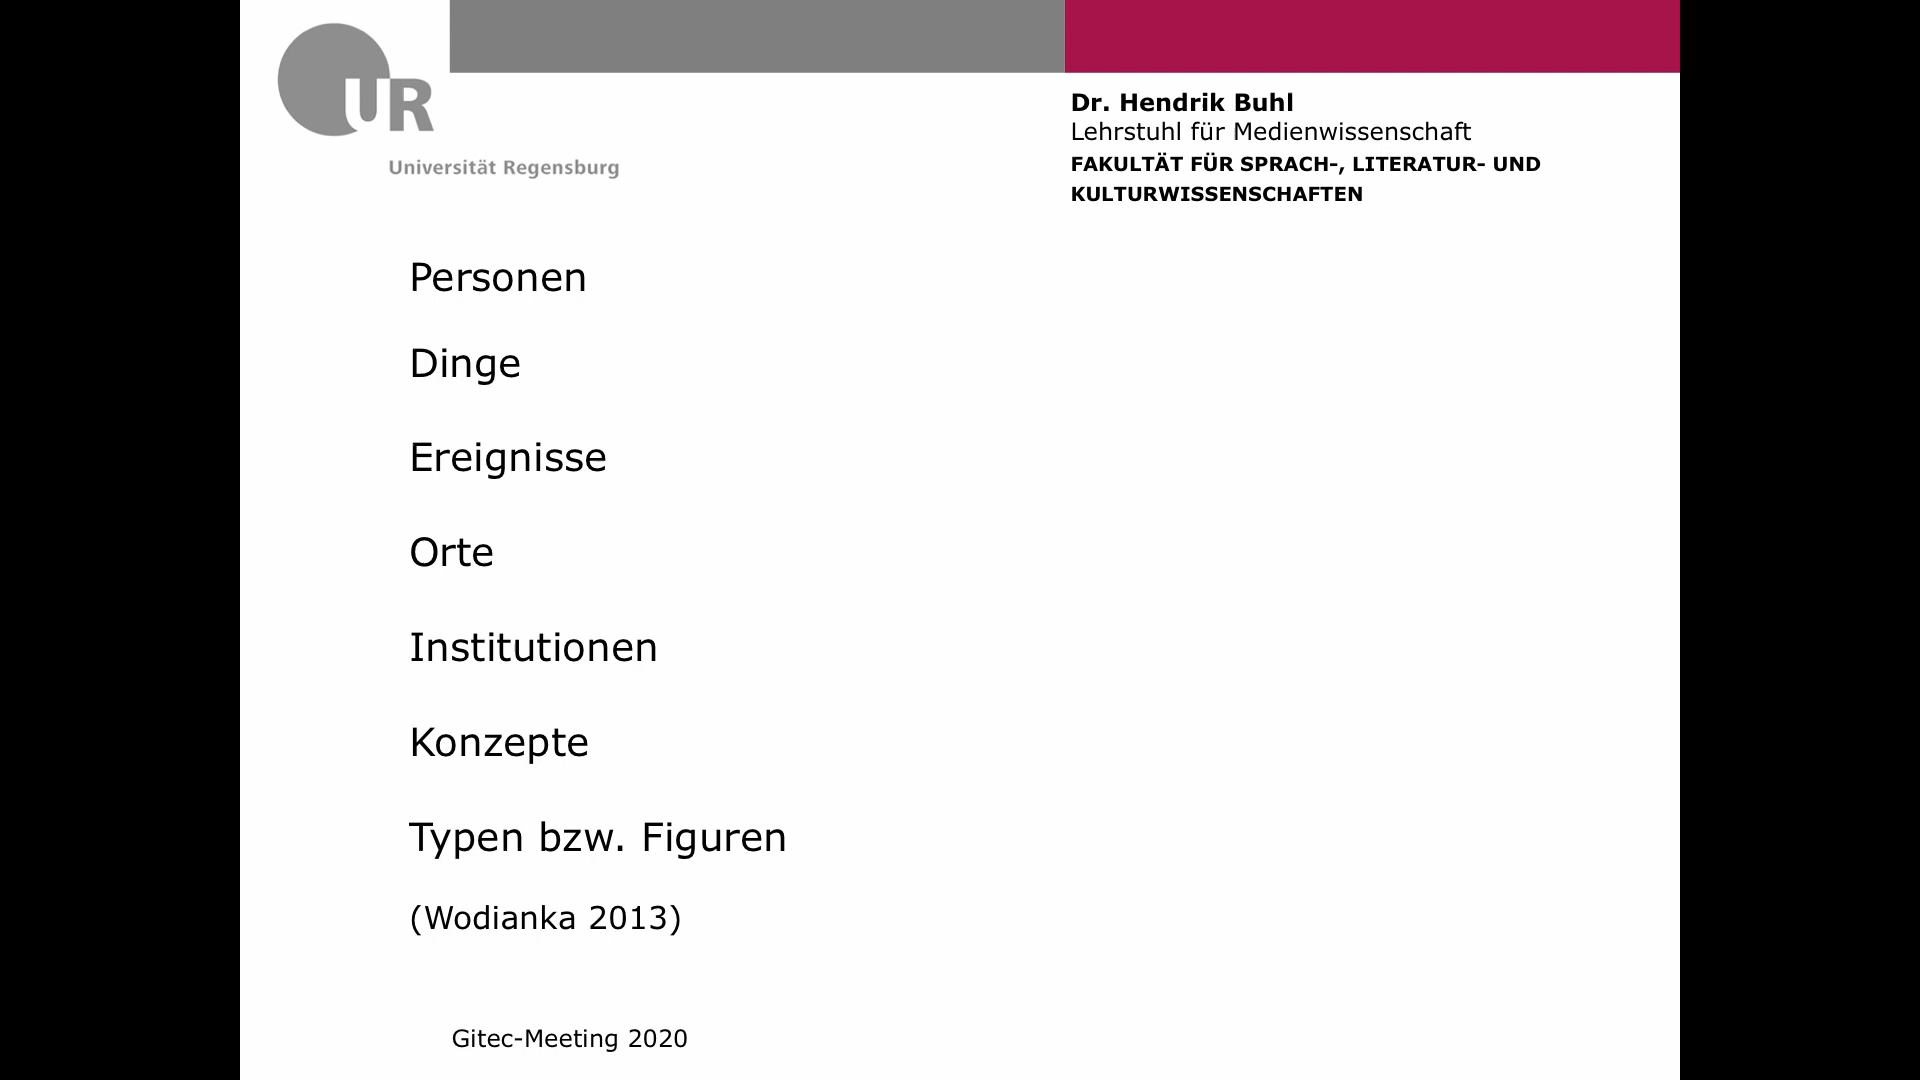 UR
Universität Regensburg
Dr. Hendrik Buhl
Lehrstuhl für Medienwissenschaft
FAKULTÄT FÜR SPRACH-, LITERATUR- UND
KULTURWISSENSCHAFTEN
Personen
Dinge
Ereignisse
Orte
Institutionen
Konzepte
Typen bzw. Figuren
(Wodianka 2013)
Gitec-Meeting 2020